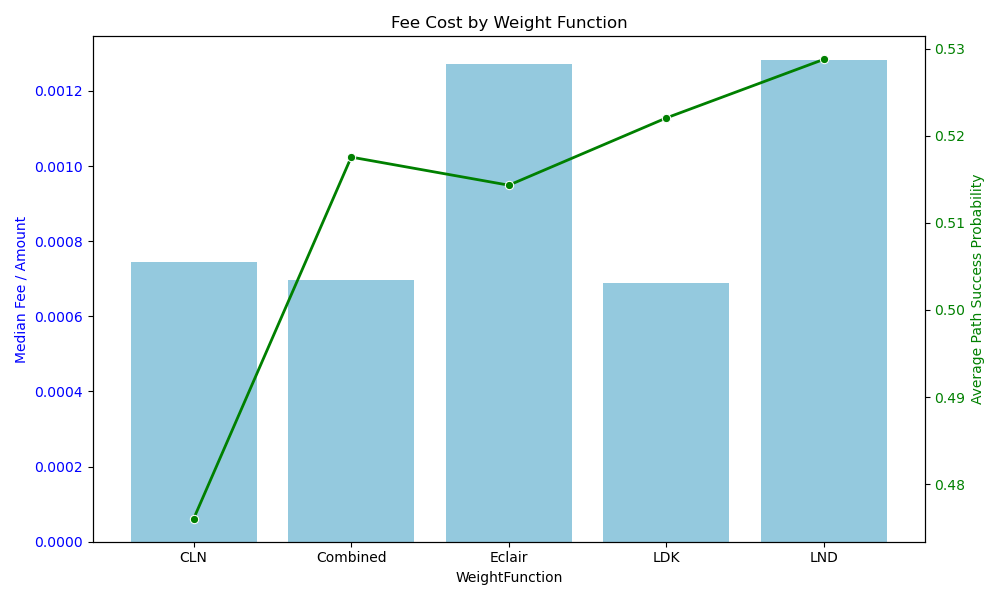 Fee Cost by Weight Function
Median Fee / Amount
0.0012
0.0010
0.0008
0.0006
0.0004
0.0002
0.0000
0.53
0.52
0.51
0.50
0.49
0.48
Average Path Success Probability
CLN Combined Eclair LDK LND
WeightFunction